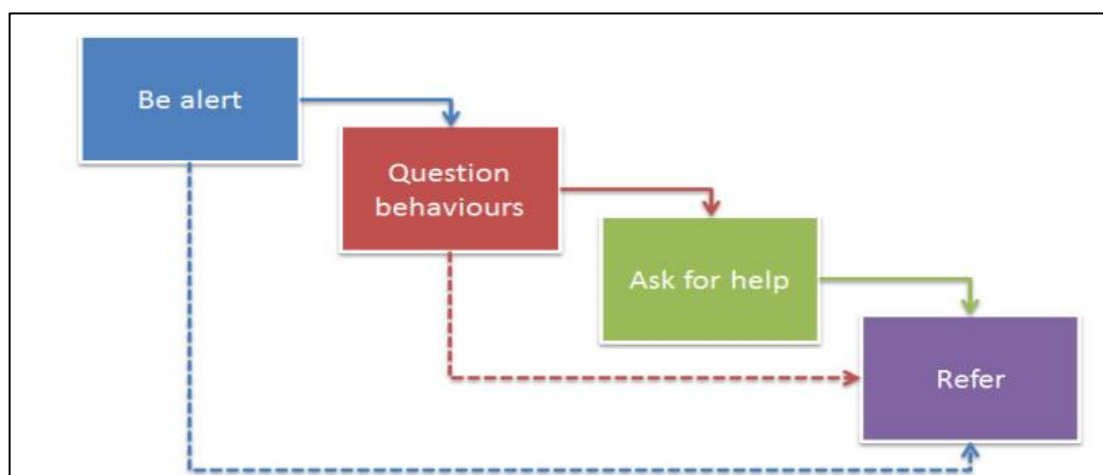 Be alert
Question
behaviours
Ask for help
Refer